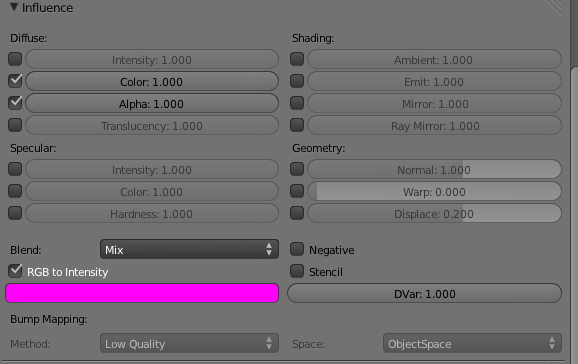 Influence
Diffuse:
Intensity: 1.000
Color: 1.000
Alpha: 1.000
Translucency: 1.000
Shading:
Ambient: 1.000
Emit: 1.000
Mirror: 1.000
Ray Mirror: 1.000
Specular:
Intensity: 1.000
Color: 1.000
Hardness: 1.000
Geometry:
Normal: 1.000
Warp: 0.000
Displace: 0.200
Blend: Mix
RGB to Intensity
Negative
Stencil
DVar: 1.000
Bump Mapping:
Method: Low Quality
Space: ObjectSpace